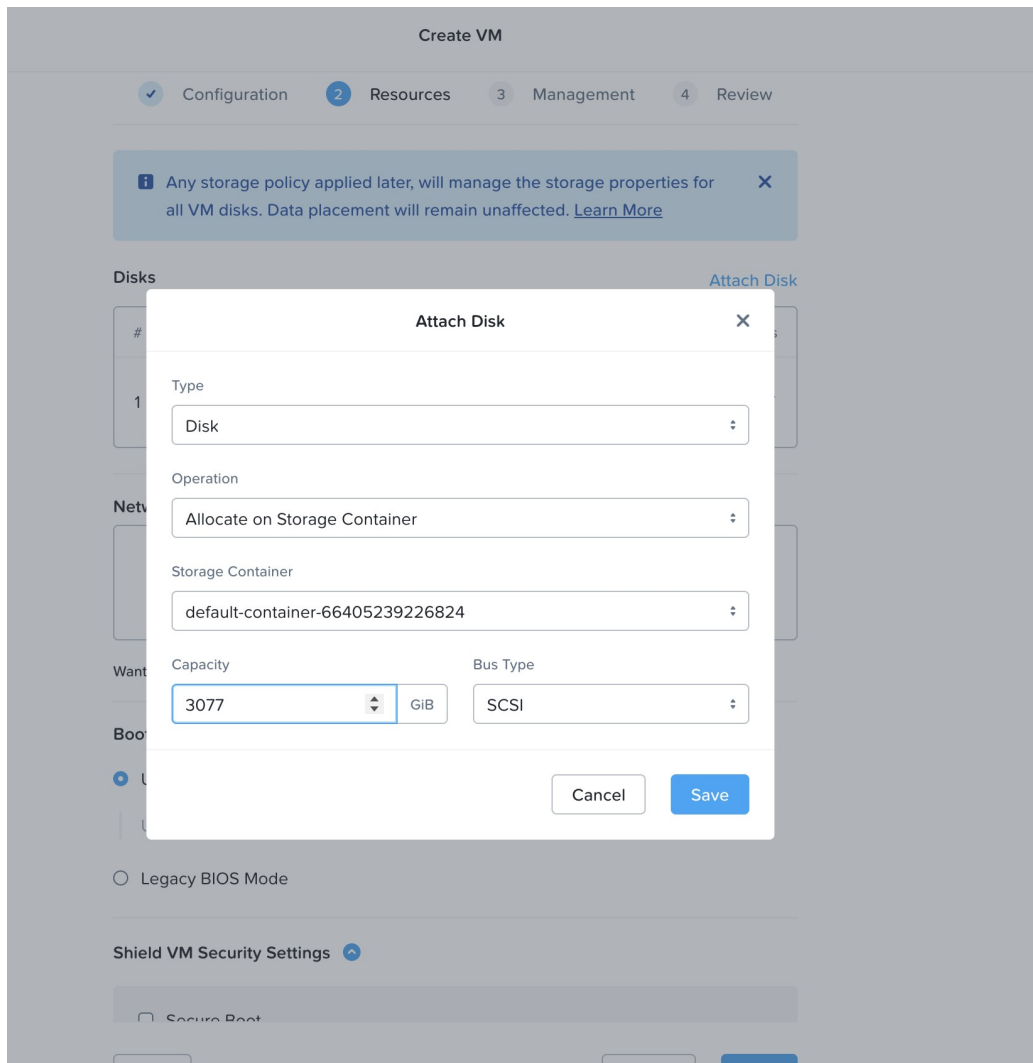 Create VM
Configuration 2 Resources 3 Management 4 Review
Any storage policy applied later, will manage the storage properties for
all VM disks. Data placement will remain unaffected. Learn More
Disks Attach Disk
#
Attach Disk
1
Type
Disk
Operation
Allocate on Storage Container
Storage Container
default-container-66405239226824
Want
Capacity Bus Type
3077 GiB SCSI
Cancel Save
Legacy BIOS Mode
Shield VM Security Settings
Secure Boot